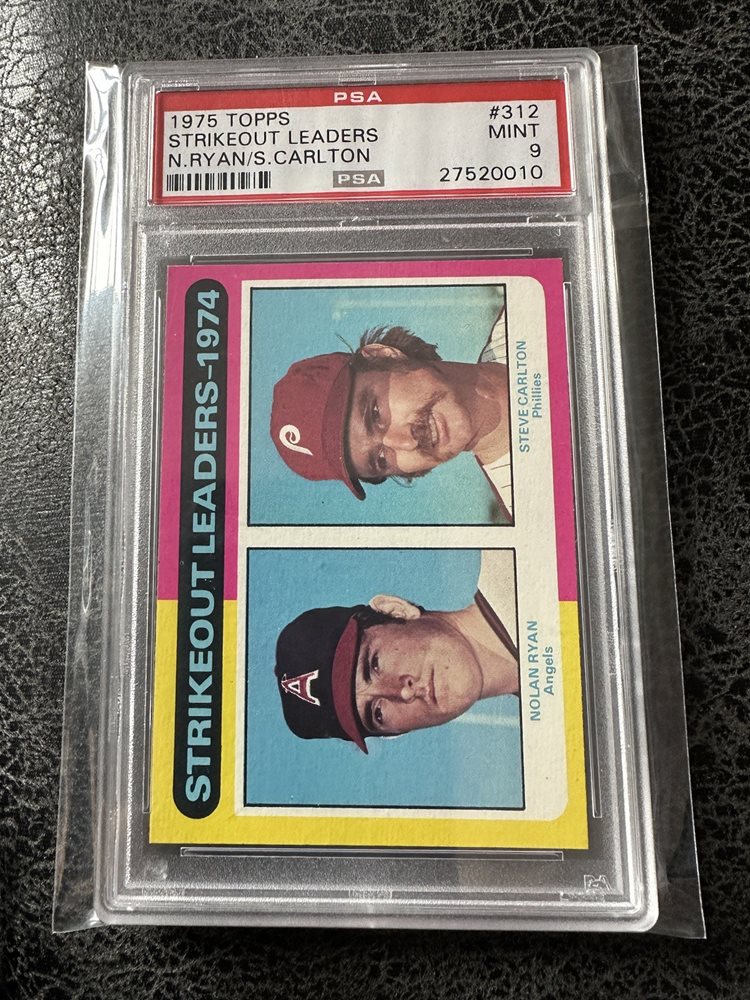 PSA
1975 TOPPS #312
STRIKEOUT LEADERS MINT
N.RYAN/S.CARLTON 9
PSA 27520010
STRIKEOUT LEADERS–1974
A
NOLAN RYAN
Angels
P
STEVE CARLTON
Phillies